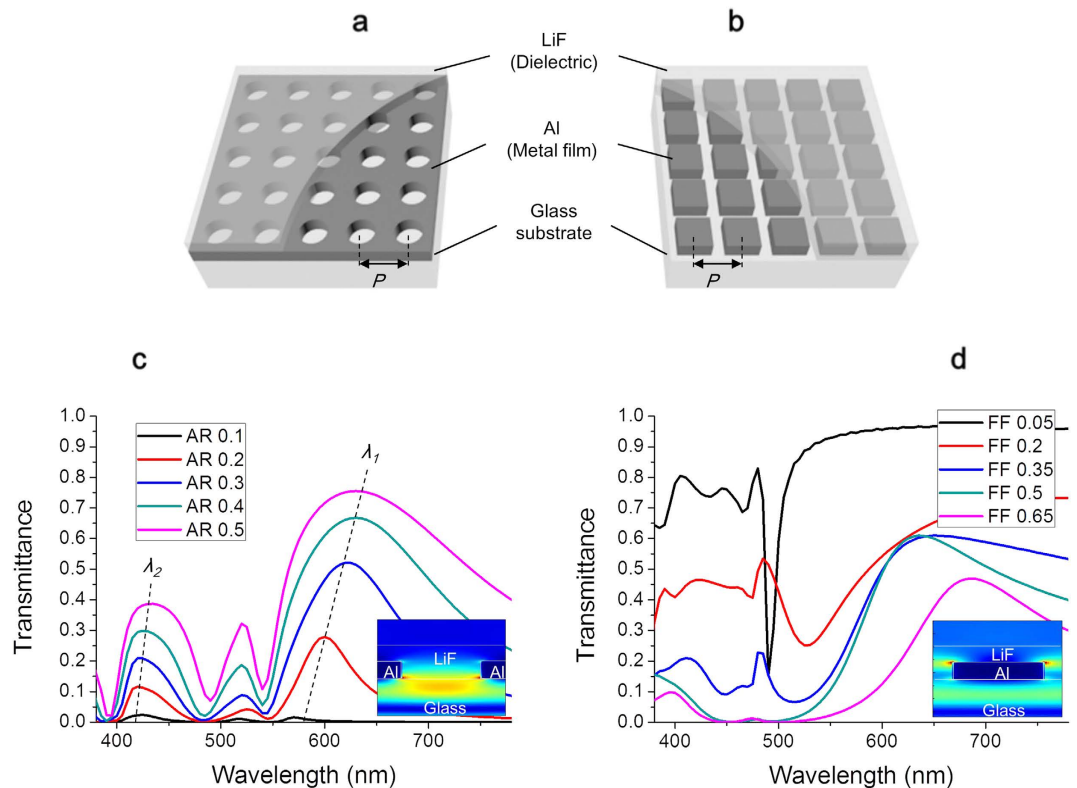 a
b
LiF
(Dielectric)
Al
(Metal film)
Glass
substrate
P
P
c
d
1.0
0.9
0.8
0.7
0.6
0.5
0.4
0.3
0.2
0.1
0.0
Transmittance
AR 0.1
AR 0.2
AR 0.3
AR 0.4
AR 0.5
λ1
λ2
LiF
Al
Al
Glass
400
500
600
700
Wavelength (nm)
1.0
0.9
0.8
0.7
0.6
0.5
0.4
0.3
0.2
0.1
0.0
Transmittance
FF 0.05
FF 0.2
FF 0.35
FF 0.5
FF 0.65
LiF
Al
Glass
400
500
600
700
Wavelength (nm)